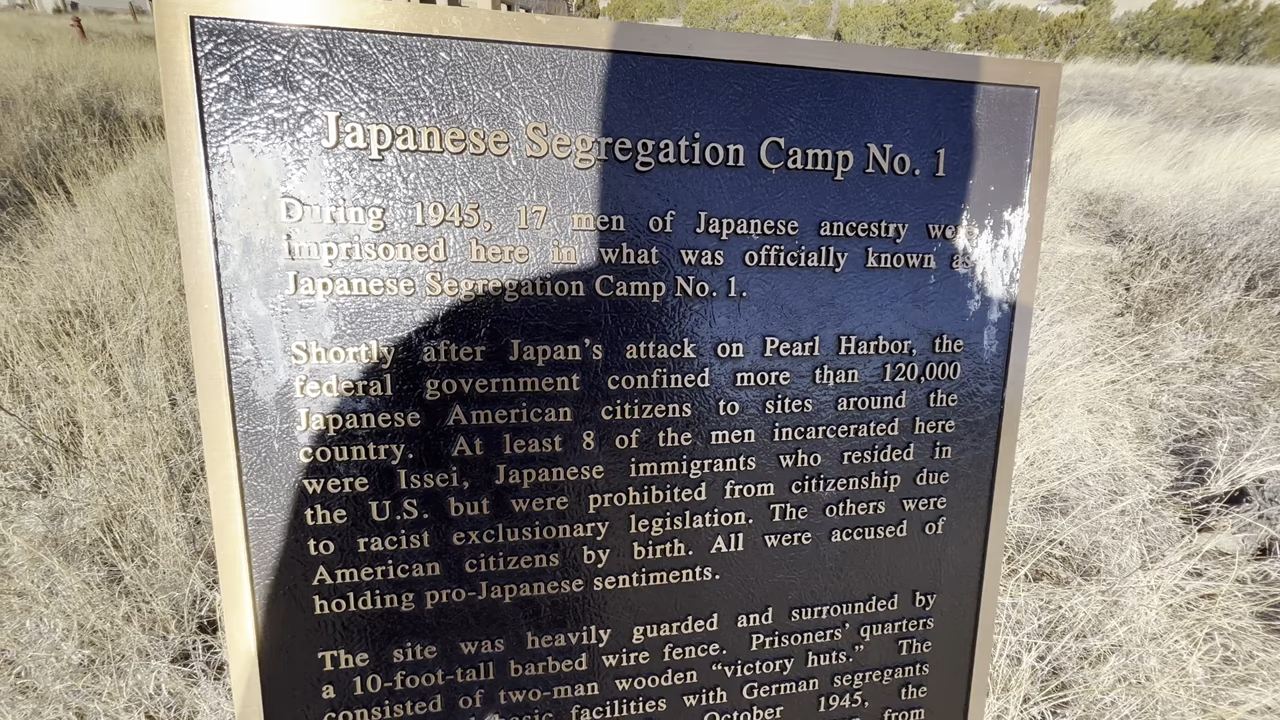 Japanese Segregation Camp No. 1
During 1945, 17 men of Japanese ancestry were
imprisoned here in what was officially known as
Japanese Segregation Camp No. 1.
Shortly after Japan's attack on Pearl Harbor, the
federal government confined more than 120,000
Japanese American citizens to sites around the
country. At least 8 of the men incarcerated here
were Issei, Japanese immigrants who resided in
the U.S. but were prohibited from citizenship due
to racist exclusionary legislation. The others were
American citizens by birth. All were accused of
holding pro-Japanese sentiments.
The site was heavily guarded and surrounded by
a 10-foot-tall barbed wire fence. Prisoners' quarters
consisted of two-man wooden “victory huts.” The
basic facilities with German segregants
October 1945, the
from